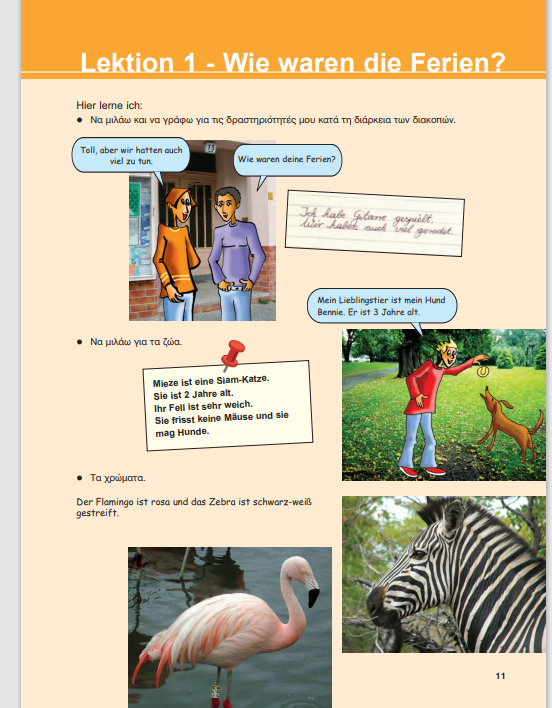 Lektion 1 - Wie waren die Ferien?
Hier lerne ich:
● Να μιλάω και να γράφω για τις δραστηριότητές μου κατά τη διάρκεια των διακοπών.
Toll, aber wir hatten auch
viel zu tun.
Wie waren deine Ferien?
Ich habe Gitarre gespielt.
Wir haben auch viel geredet.
Mein Lieblingstier ist mein Hund
Bennie. Er ist 3 Jahre alt.
● Να μιλάω για τα ζώα.
Mieze ist eine Siam-Katze.
Sie ist 2 Jahre alt.
Ihr Fell ist sehr weich.
Sie frisst keine Mäuse und sie
mag Hunde.
● Τα χρώματα.
Der Flamingo ist rosa und das Zebra ist schwarz-weiß
gestreift.
11